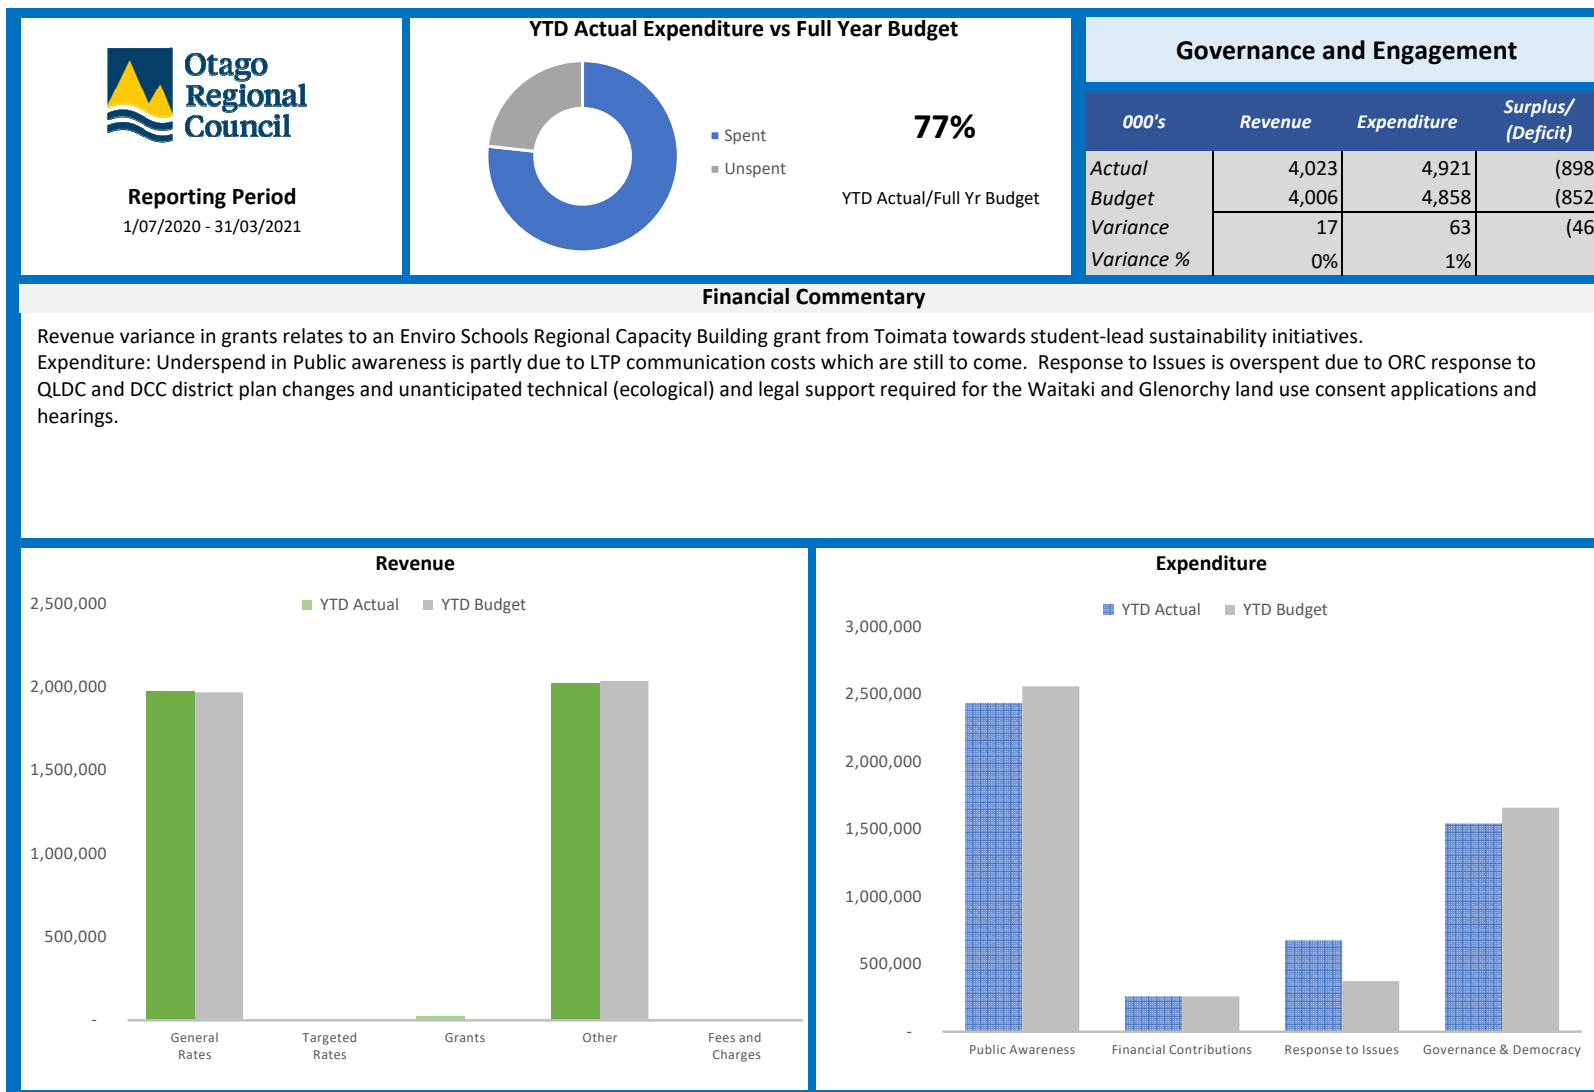 Otago
Regional
Council
Reporting Period
1/07/2020 - 31/03/2021
YTD Actual Expenditure vs Full Year Budget
Spent
Unspent
77%
YTD Actual/Full Yr Budget
Governance and Engagement
000's Revenue Expenditure Surplus/ (Deficit)
Actual 4,023 4,921 (898
Budget 4,006 4,858 (852
Variance 17 63 (46
Variance % 0% 1%
Financial Commentary
Revenue variance in grants relates to an Enviro Schools Regional Capacity Building grant from Toimata towards student-lead sustainability initiatives.
Expenditure: Underspend in Public awareness is partly due to LTP communication costs which are still to come.  Response to Issues is overspent due to ORC response to
QLDC and DCC district plan changes and unanticipated technical (ecological) and legal support required for the Waitaki and Glenorchy land use consent applications and
hearings.
Revenue
YTD Actual YTD Budget
2,500,000
2,000,000
1,500,000
1,000,000
500,000
-
General Rates
Targeted Rates
Grants
Other
Fees and Charges
Expenditure
YTD Actual YTD Budget
3,000,000
2,500,000
2,000,000
1,500,000
1,000,000
500,000
-
Public Awareness
Financial Contributions
Response to Issues
Governance & Democracy